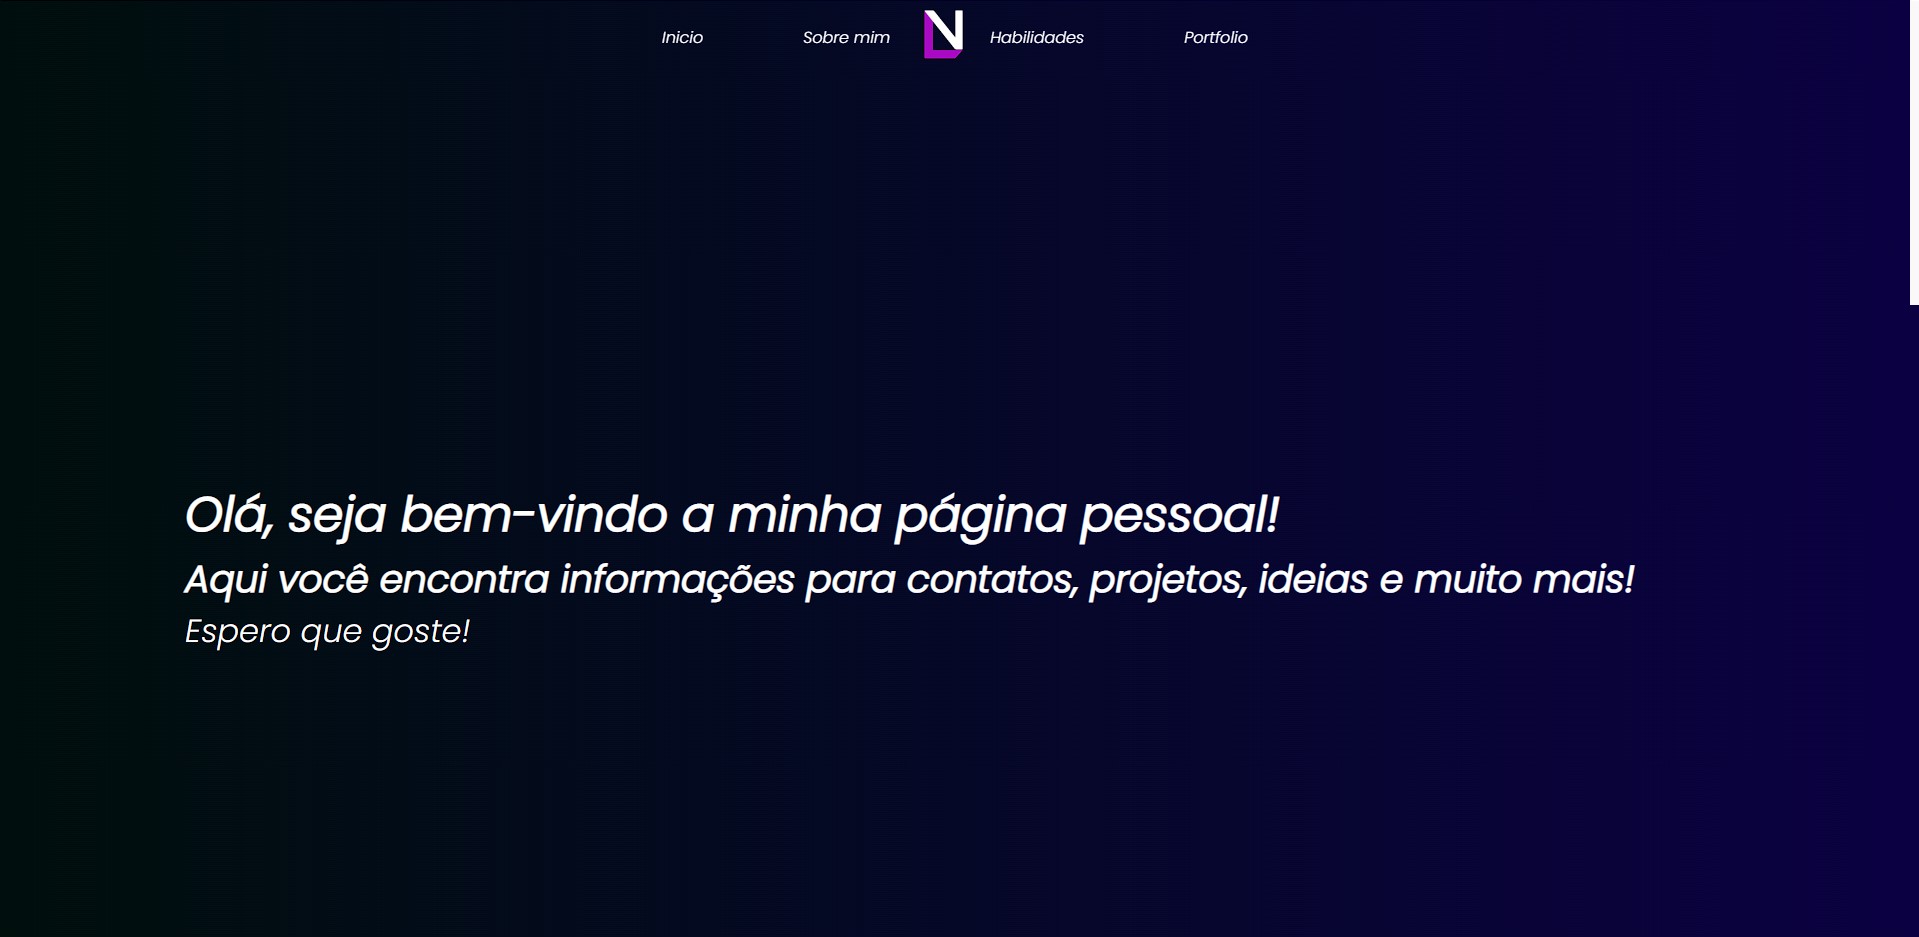 Inicio Sobre mim N Habilidades Portfolio
Olá, seja bem-vindo a minha página pessoal!
Aqui você encontra informações para contatos, projetos, ideias e muito mais!
Espero que goste!